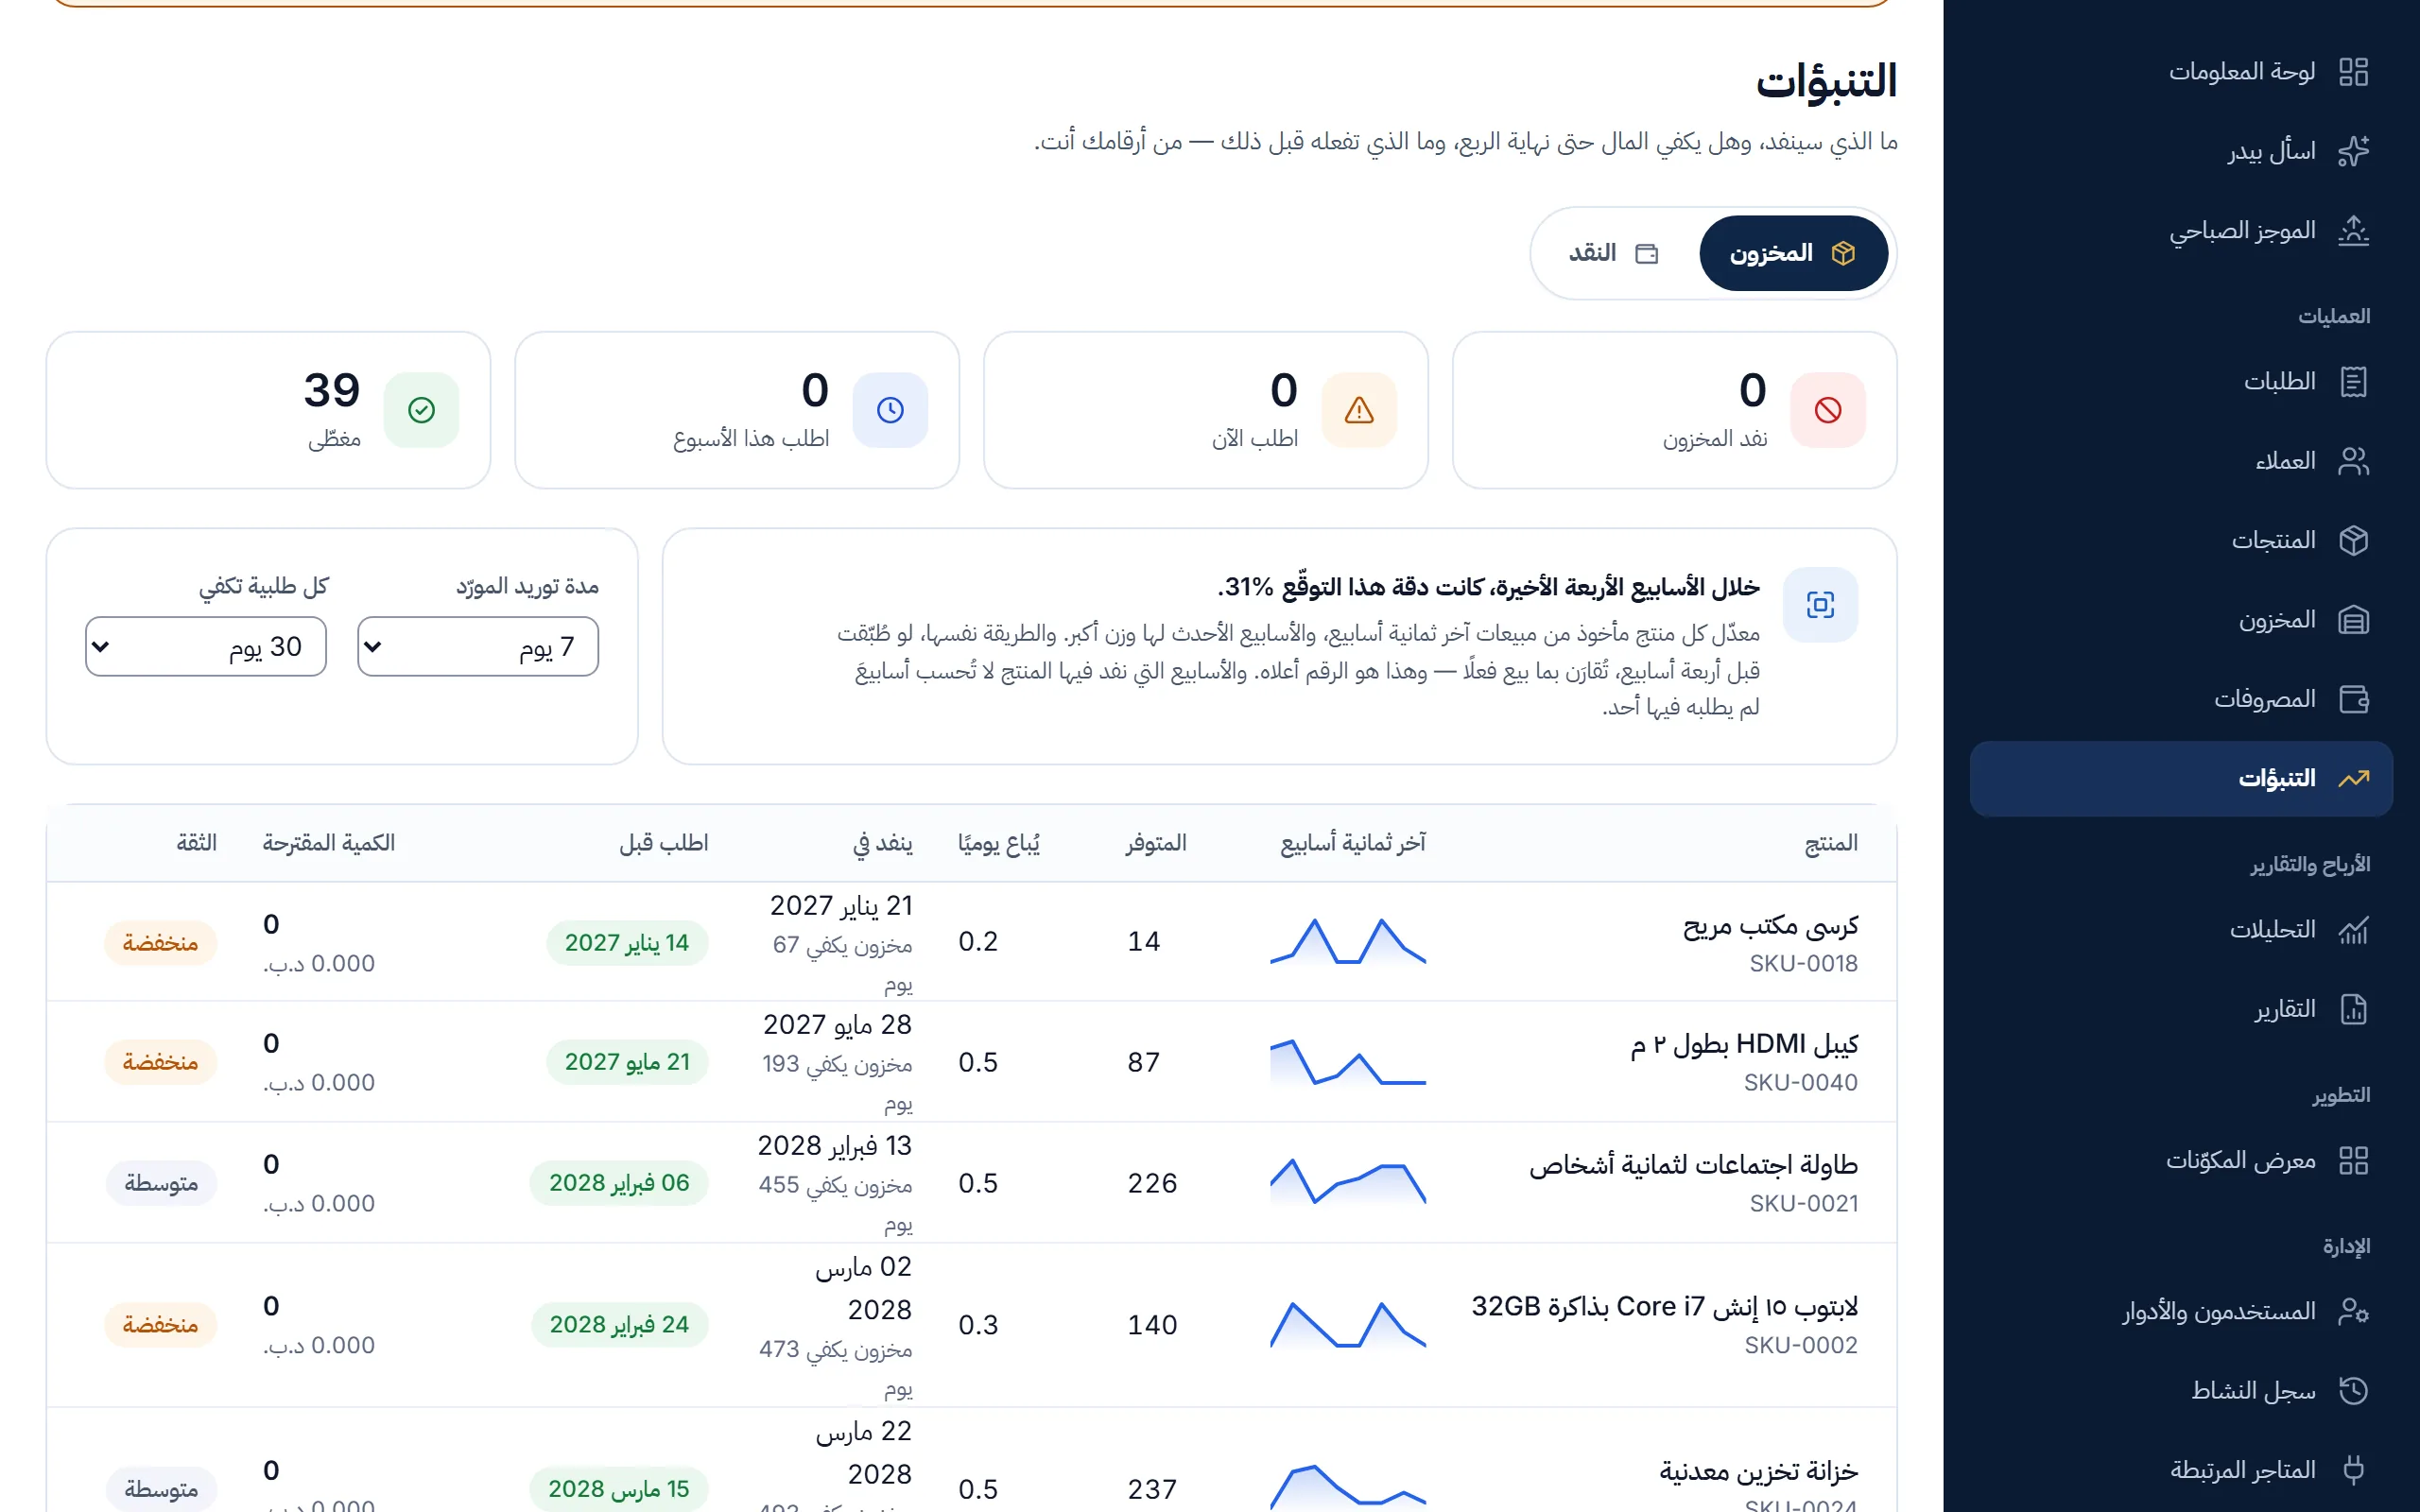 لوحة المعلومات
اسأل بيدر
الموجز الصباحي
العمليات
الطلبات
العملاء
المنتجات
المخزون
المصروفات
التنبؤات
الأرباح والتقارير
التحليلات
التقارير
التطوير
معرض المكوّنات
الإدارة
المستخدمون والأدوار
سجل النشاط
المتاجر المرتبطة
التنبؤات
ما الذي سينفد، وهل يكفي المال حتى نهاية الربع، وما الذي تفعله قبل ذلك — من أرقامك أنت.
المخزون
النقد
0
نفد المخزون
0
اطلب الآن
0
اطلب هذا الأسبوع
39
مغطّى
خلال الأسابيع الأربعة الأخيرة، كانت دقة هذا التوقّع 31%.
معدّل كل منتج مأخوذ من مبيعات آخر ثمانية أسابيع، والأسابيع الأحدث لها وزن أكبر. والطريقة نفسها، لو طُبّقت
قبل أربعة أسابيع، تُقارَن بما بيع فعلًا — وهذا هو الرقم أعلاه. والأسابيع التي نفد فيها المنتج لا تُحسب أسابيعَ
لم يطلبه فيها أحد.
مدة توريد المورّد
7 يوم
كل طلبية تكفي
30 يوم
المنتج آخر ثمانية أسابيع المتوفر يُباع يوميًا ينفد في اطلب قبل الكمية المقترحة الثقة
كرسي مكتب مريح
SKU-0018
14
0.2
21 يناير 2027
مخزون يكفي 67
يوم
14 يناير 2027
0
0.000 د.ب.
منخفضة
كيبل HDMI بطول ٢ م
SKU-0040
87
0.5
28 مايو 2027
مخزون يكفي 193
يوم
21 مايو 2027
0
0.000 د.ب.
منخفضة
طاولة اجتماعات لثمانية أشخاص
SKU-0021
226
0.5
13 فبراير 2028
مخزون يكفي 455
يوم
06 فبراير 2028
0
0.000 د.ب.
متوسطة
لابتوب ١٥ إنش Core i7 بذاكرة 32GB
SKU-0002
140
0.3
02 مارس
2028
مخزون يكفي 473
يوم
24 فبراير 2028
0
0.000 د.ب.
منخفضة
خزانة تخزين معدنية
SKU-0024
237
0.5
22 مارس
2028
مخزون يكفي 493
15 مارس 2028
0
0.000 د.ب.
متوسطة